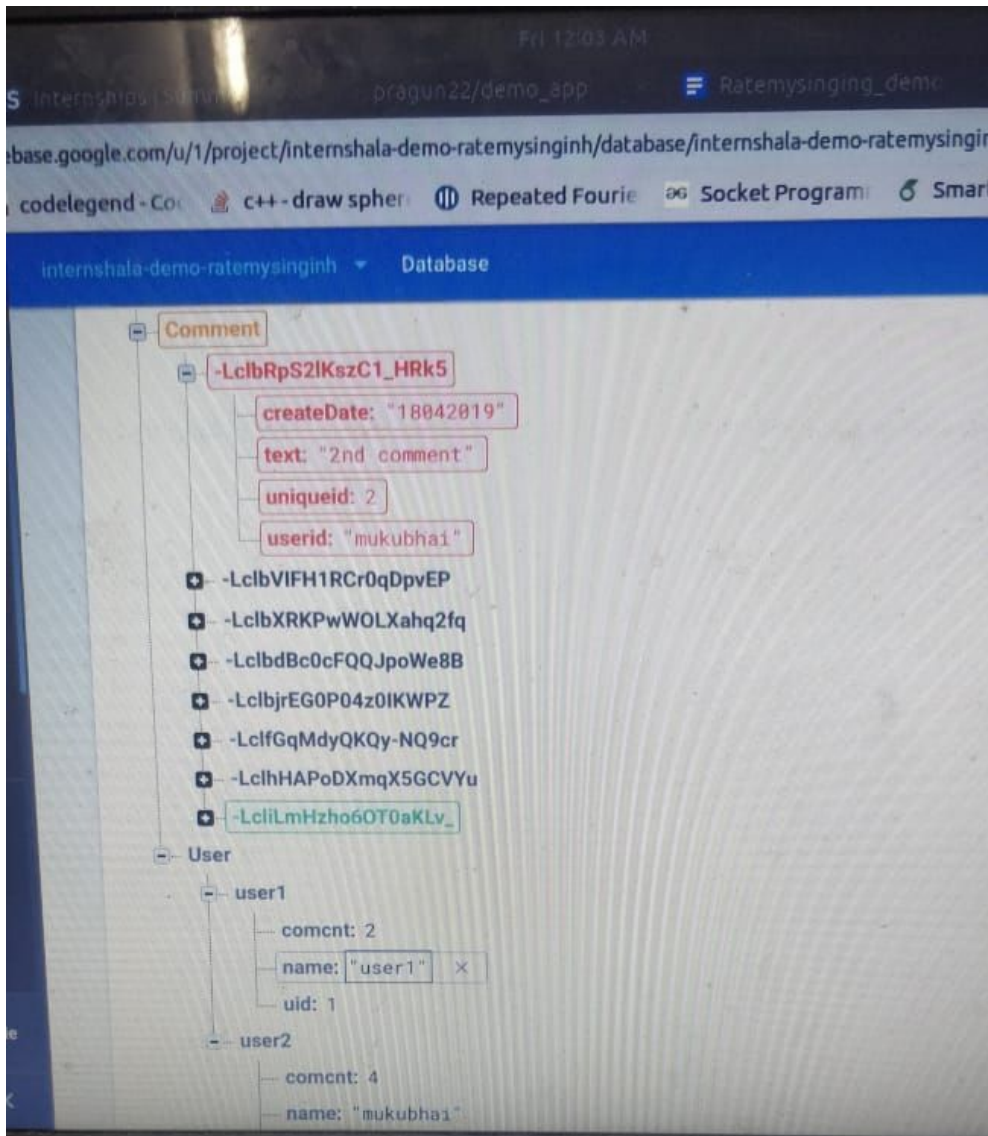 Fri 12:03 AM
S Internships | Summ pragun22/demo_app Ratemysinging_demo
ebase.google.com/u/1/project/internshala-demo-ratemysinginh/database/internshala-demo-ratemysingin
codelegend - Co c++ - draw spher Repeated Fourie GG Socket Program Smar
internshala-demo-ratemysinginh Database
Comment
-LclbRpS2lKszC1_HRk5
createDate: "18042019"
text: "2nd comment"
uniqueid: 2
userid: "mukubhai"
-LclbVIFH1RCr0qDpvEP
-LclbXRKPwWOLXahq2fq
-LclbdBc0cFQQJpoWe8B
-LclbjrEG0P04z0IKWPZ
-LclfGqMdyQKQy-NQ9cr
-LclhHAPoDXmqX5GCVYu
-LcliLmHzho6OT0aKLv_
User
user1
comcnt: 2
name: "user1" ×
uid: 1
user2
comcnt: 4
name: "mukubhai"